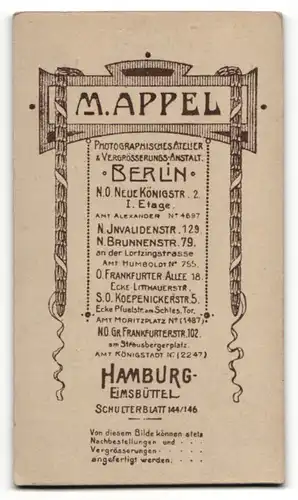 M. APPEL
PHOTOGRAPHISCHES ATELIER
& VERGRÖSSERUNGS-ANSTALT.
BERLIN
N.O. NEUE KÖNIGSTR. 2.
I. ETAGE.
AMT ALEXANDER Nº 4697
N. JNVALIDENSTR. 129.
N. BRUNNENSTR. 79.
an der Lortzingstrasse
AMT HUMBOLDT Nº 755.
O. FRANKFURTER ALLEE 18.
ECKE LITTHAUERSTR.
S.O. KOEPENICKERSTR. 5.
Ecke Pfuelstr. am Schles. Tor.
AMT MORITZPLATZ Nº (1487)
NO. GR. FRANKFURTERSTR. 102.
am Strausbergerplatz.
AMT KÖNIGSTADT Nº (2247)
HAMBURG-
EIMSBÜTTEL
SCHULTERBLATT 144/146
Von diesem Bilde können stets
Nachbestellungen und · · ·
Vergrösserungen · · · ·
angefertigt werden. · · ·